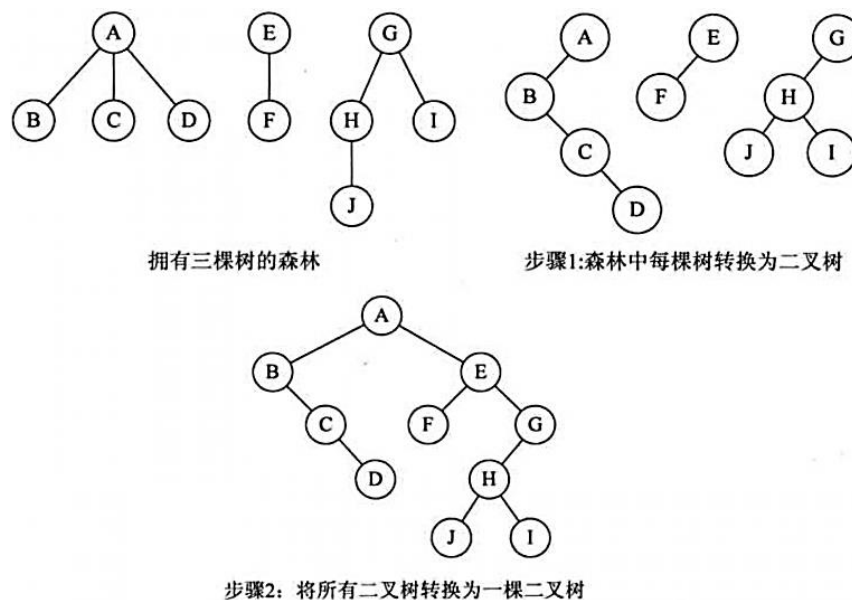 A E G A E G
B C D F H I B F H
J C J I
D
拥有三棵树的森林 步骤1:森林中每棵树转换为二叉树
A
B E
C F G
D H
J I
步骤2：将所有二叉树转换为一棵二叉树